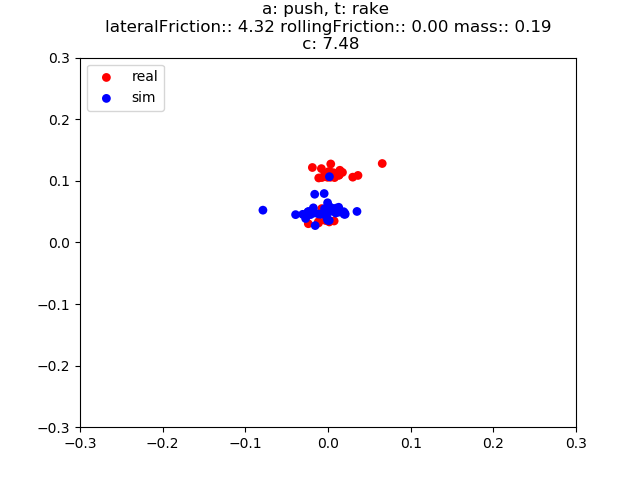 a: push, t: rake
lateralFriction:: 4.32 rollingFriction:: 0.00 mass:: 0.19
c: 7.48
real
sim
0.3
0.2
0.1
0.0
−0.1
−0.2
−0.3
−0.3 −0.2 −0.1 0.0 0.1 0.2 0.3